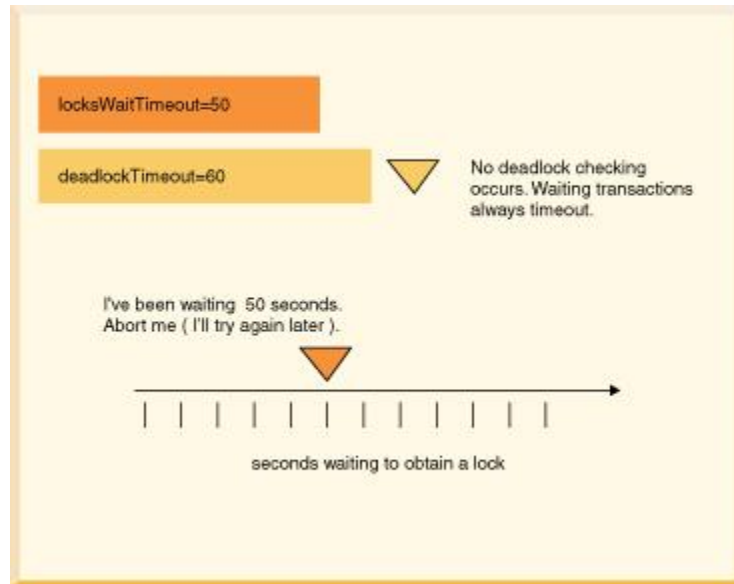 locksWaitTimeout=50
deadlockTimeout=60
No deadlock checking
occurs. Waiting transactions
always timeout.
I've been waiting 50 seconds.
Abort me ( I'll try again later ).
seconds waiting to obtain a lock